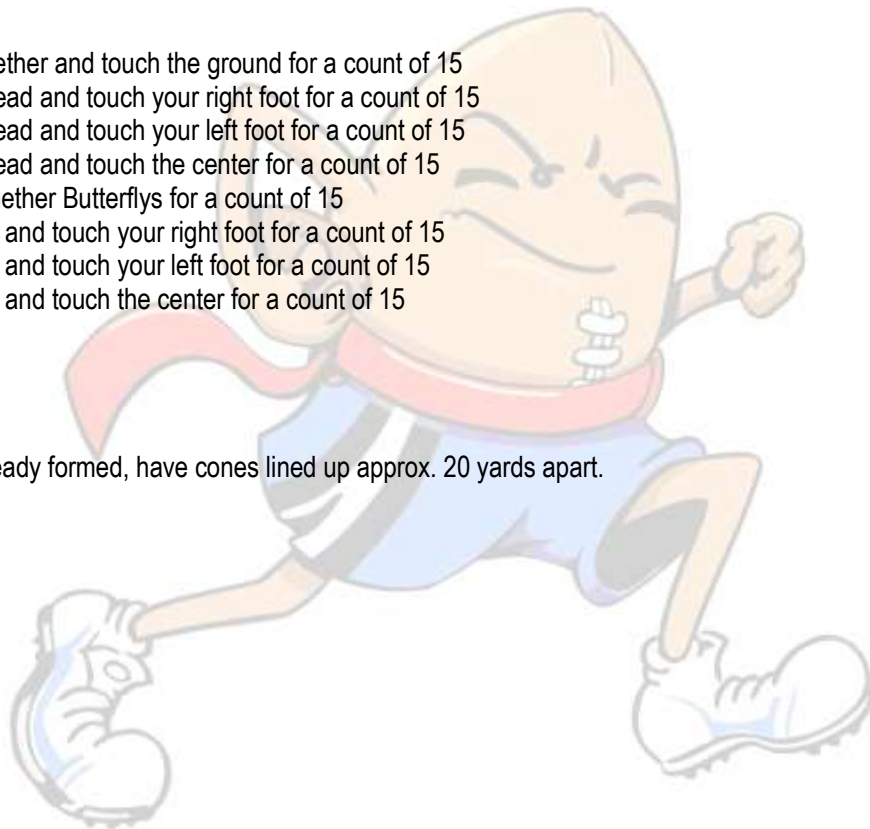 ether and touch the ground for a count of 15
ead and touch your right foot for a count of 15
ead and touch your left foot for a count of 15
ead and touch the center for a count of 15
ether Butterflys for a count of 15
and touch your right foot for a count of 15
and touch your left foot for a count of 15
and touch the center for a count of 15
eady formed, have cones lined up approx. 20 yards apart.